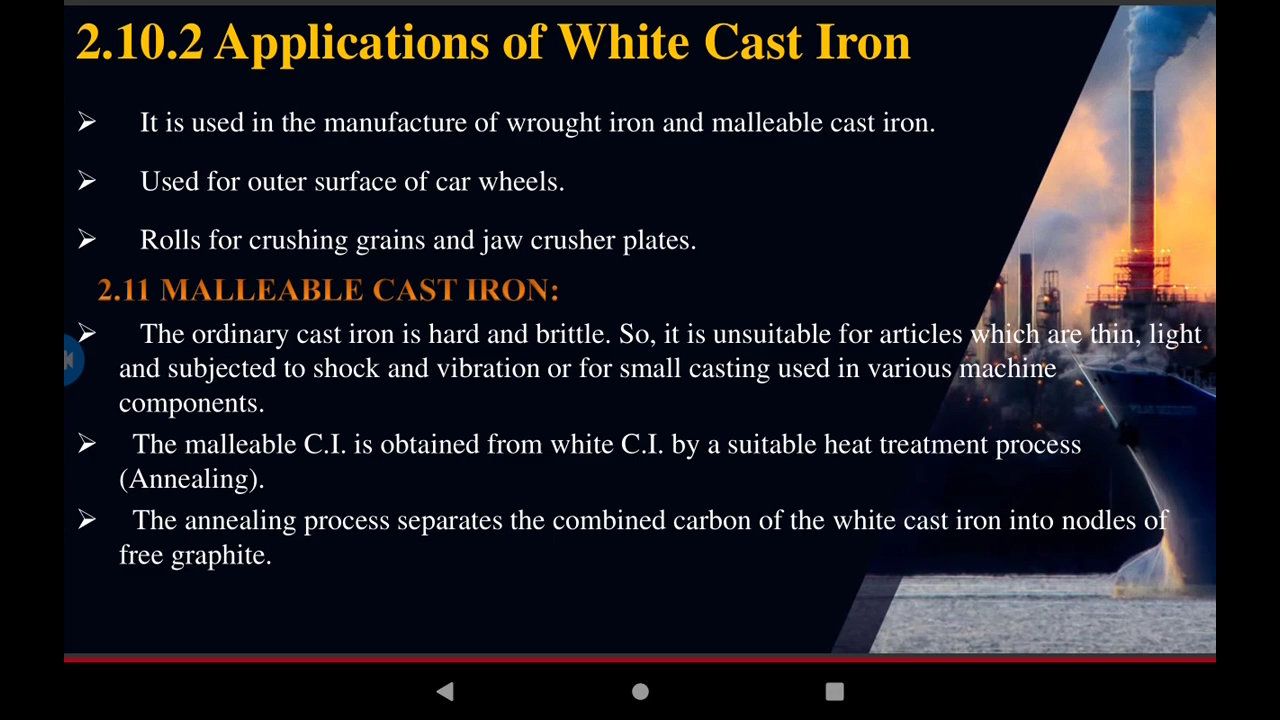 2.10.2 Applications of White Cast Iron
➢ It is used in the manufacture of wrought iron and malleable cast iron.
➢ Used for outer surface of car wheels.
➢ Rolls for crushing grains and jaw crusher plates.
2.11 MALLEABLE CAST IRON:
➢ The ordinary cast iron is hard and brittle. So, it is unsuitable for articles which are thin, light
and subjected to shock and vibration or for small casting used in various machine
components.
➢ The malleable C.I. is obtained from white C.I. by a suitable heat treatment process
(Annealing).
➢ The annealing process separates the combined carbon of the white cast iron into nodles of
free graphite.